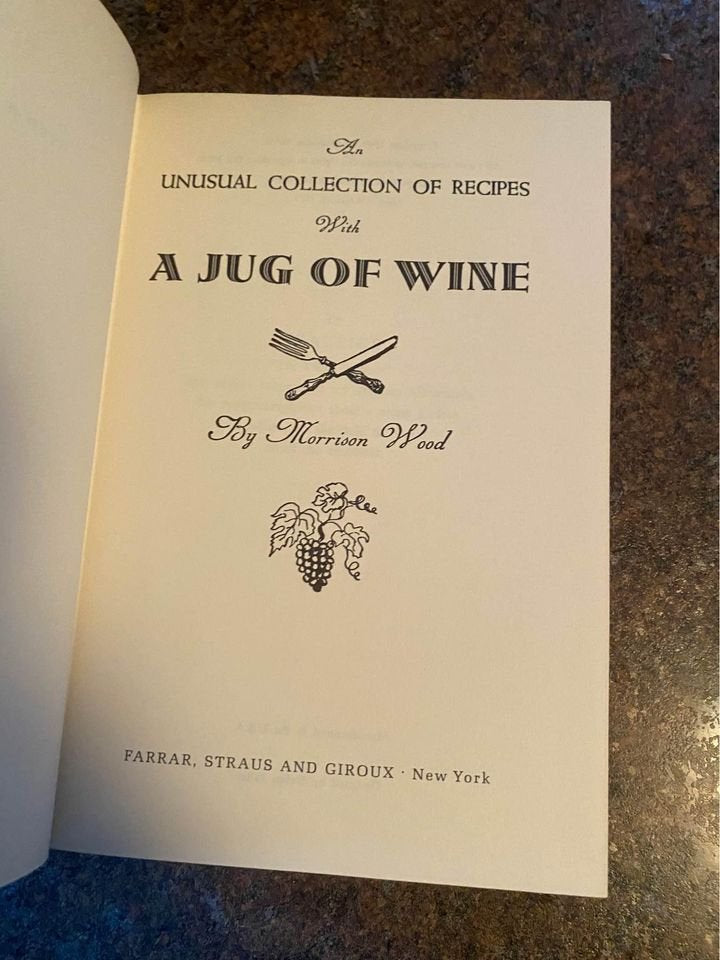 An
UNUSUAL COLLECTION OF RECIPES
With
A JUG OF WINE
By Morrison Wood
FARRAR, STRAUS AND GIROUX · New York